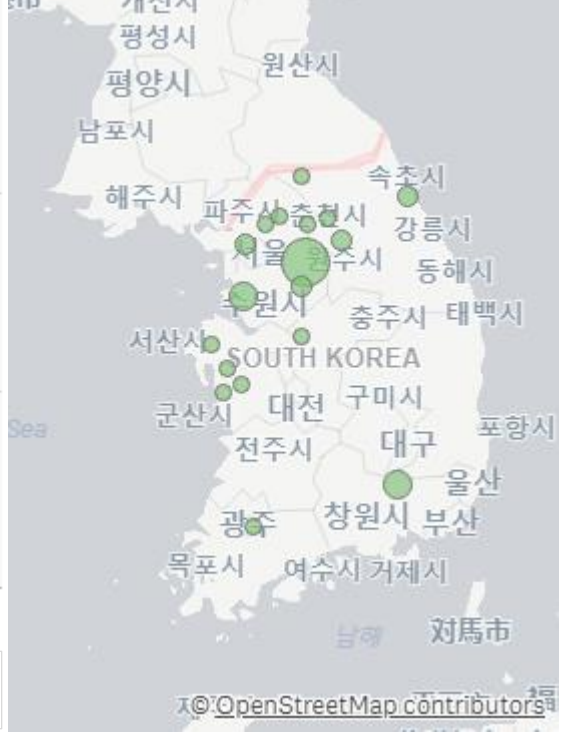 개천시
평성시
원산시
평양시
남포시
해주시
속초시
파주시
춘천시
강릉시
서울
원주시
동해시
수원시
태백시
충주시
서산시
SOUTH KOREA
구미시
대전
군산시
Sea
포항시
대구
전주시
울산
창원시
부산
광주
목포시
여수시
거제시
対馬市
남해
© OpenStreetMap contributors